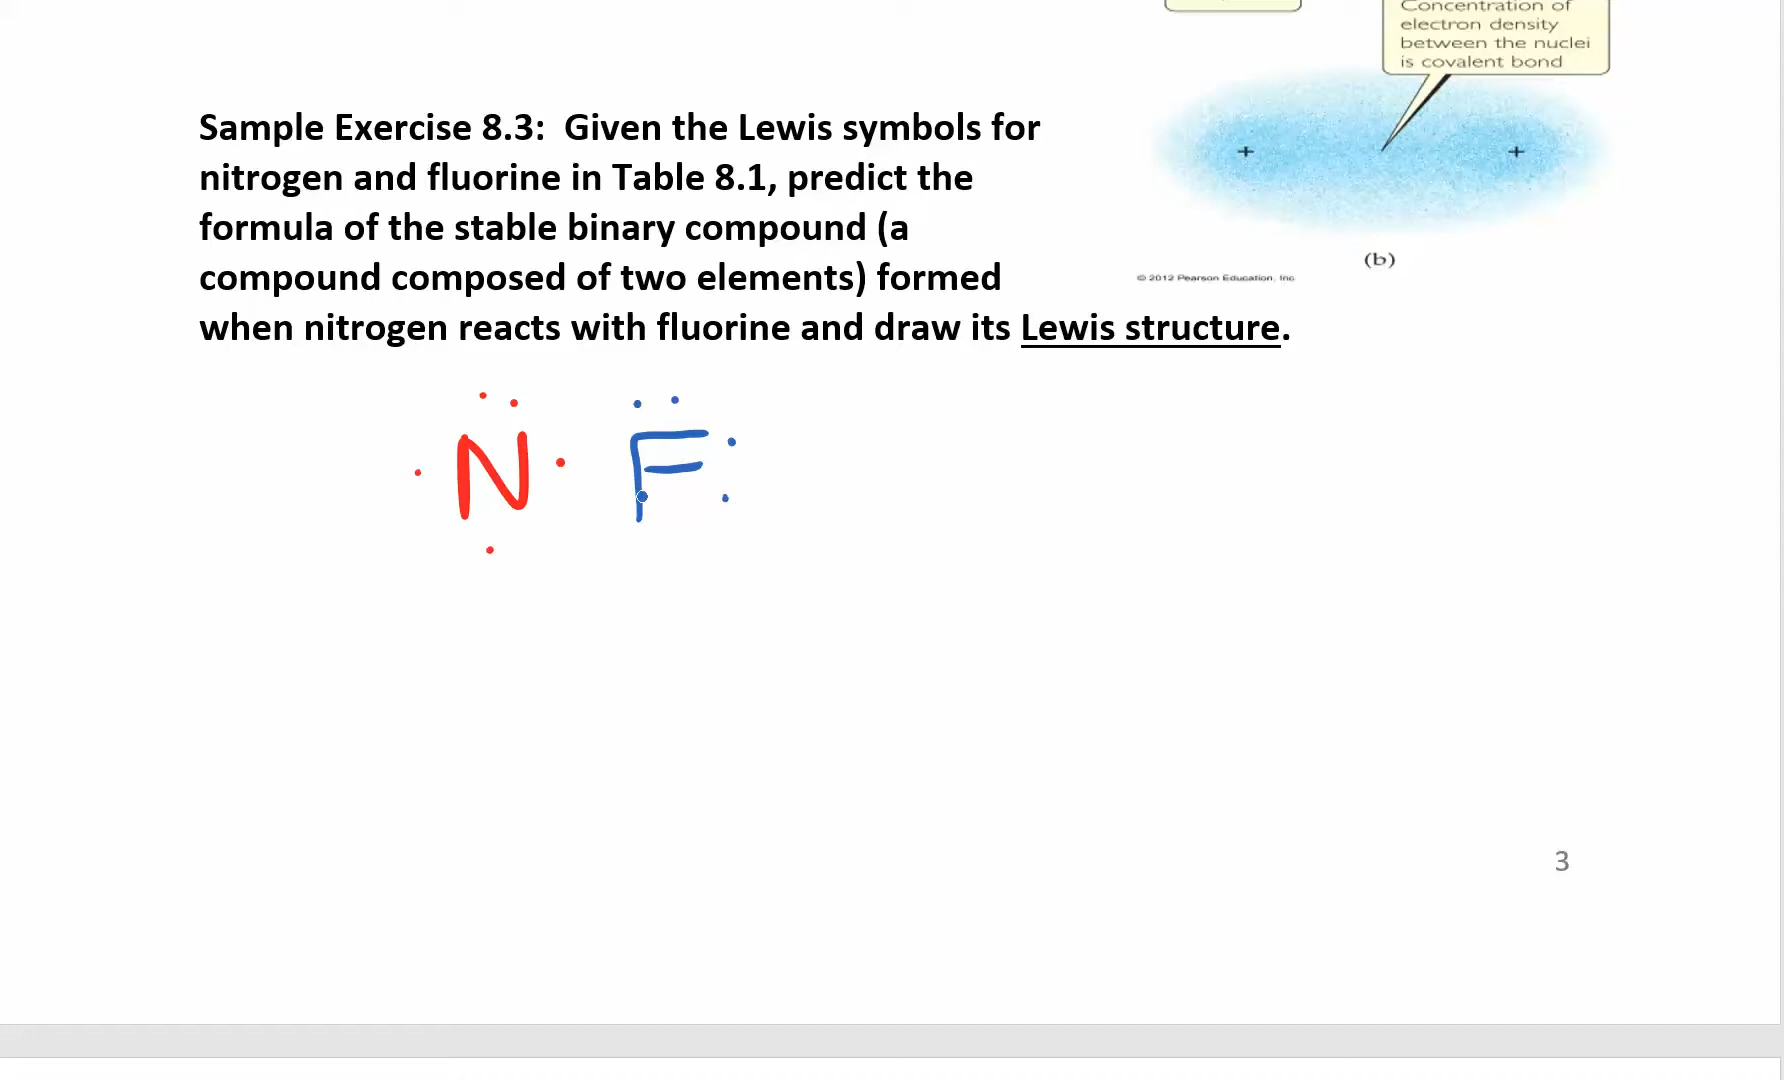 Concentration of
electron density
between the nuclei
is covalent bond
+ +
(b)
© 2012 Pearson Education, Inc
Sample Exercise 8.3: Given the Lewis symbols for
nitrogen and fluorine in Table 8.1, predict the
formula of the stable binary compound (a
compound composed of two elements) formed
when nitrogen reacts with fluorine and draw its Lewis structure.
N F
3